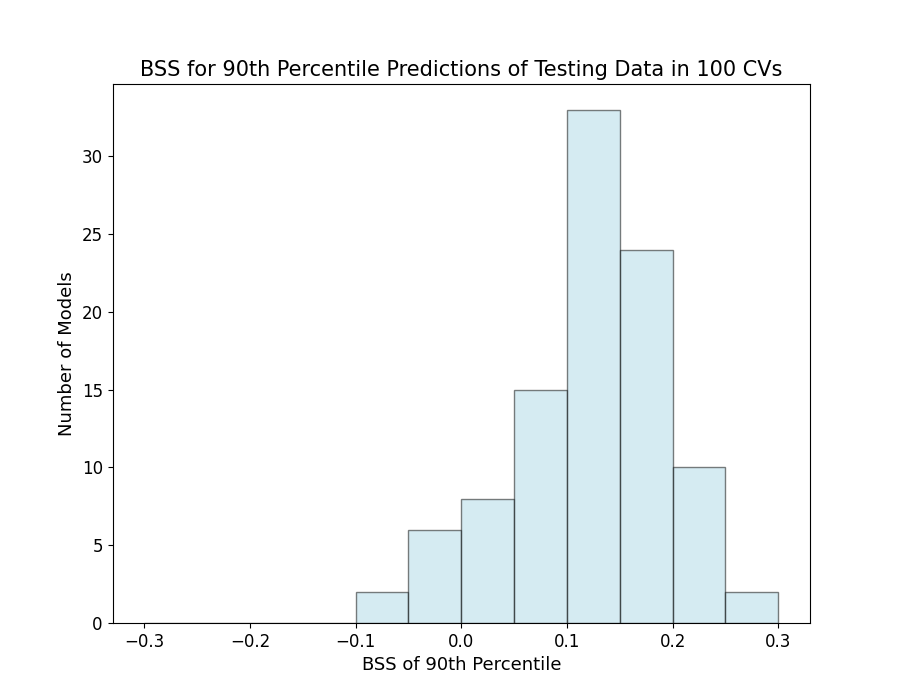 BSS for 90th Percentile Predictions of Testing Data in 100 CVs
Number of Models
30
25
20
15
10
5
0
−0.3 −0.2 −0.1 0.0 0.1 0.2 0.3
BSS of 90th Percentile